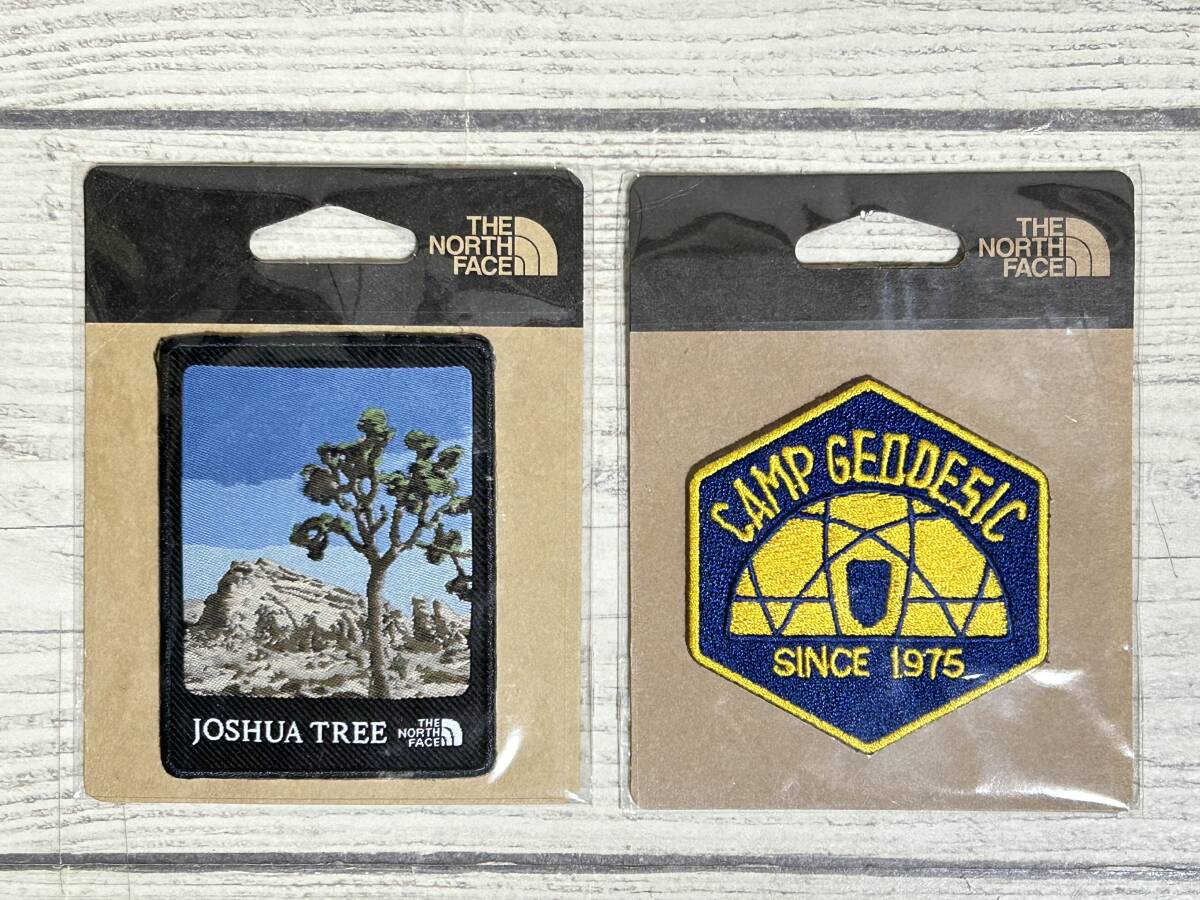 THE
NORTH
FACE
JOSHUA TREE
THE
NORTH
FACE
THE
NORTH
FACE
CAMP GEODESIC
SINCE 1975